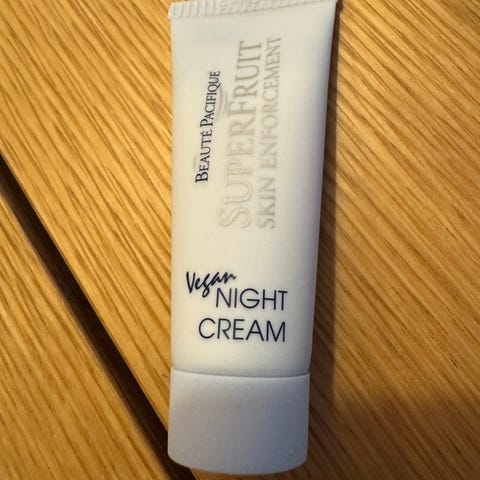 BEAUTÉ PACIFIQUE
SUPERFRUIT
SKIN ENFORCEMENT
Vegan
NIGHT
CREAM